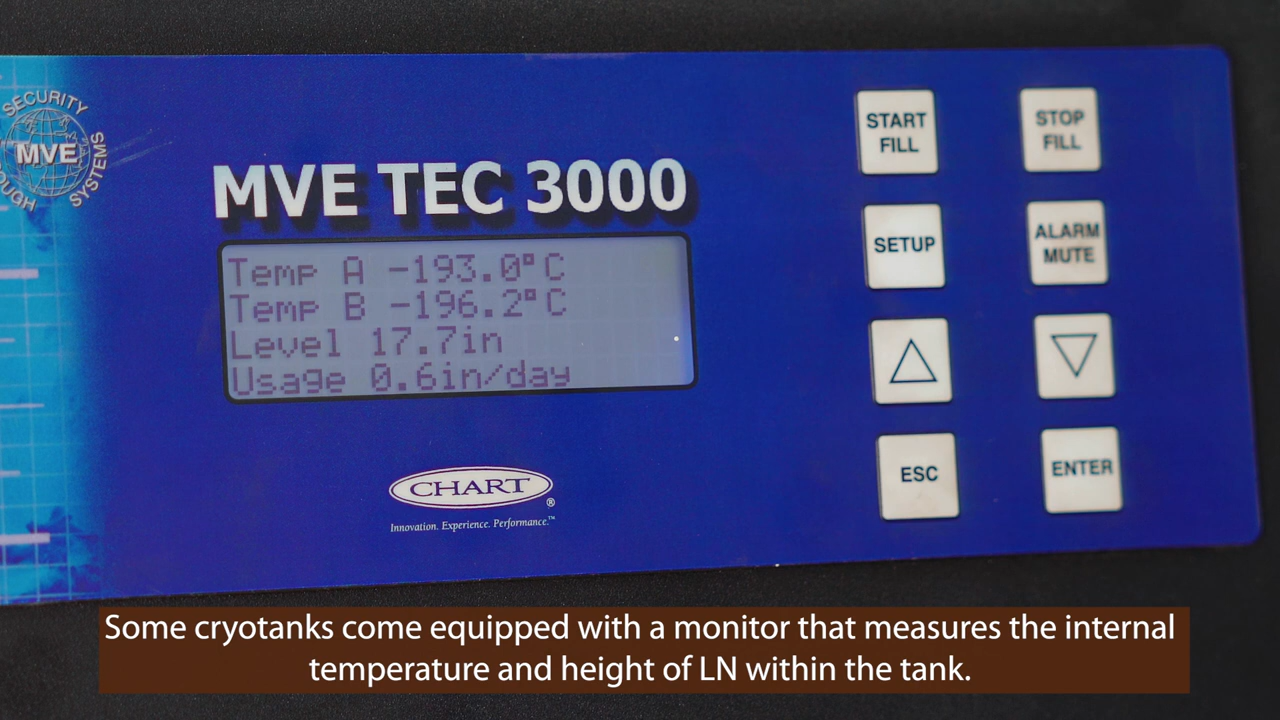 SECURITY
MVE
SYSTEMS
MVE TEC 3000
Temp A -193.0°C
Temp B -196.2°C
Level 17.7in
Usage 0.6in/day
CHART®
Innovation. Experience. Performance.™
START
FILL
STOP
FILL
SETUP
ALARM
MUTE
ESC
ENTER
Some cryotanks come equipped with a monitor that measures the internal
temperature and height of LN within the tank.